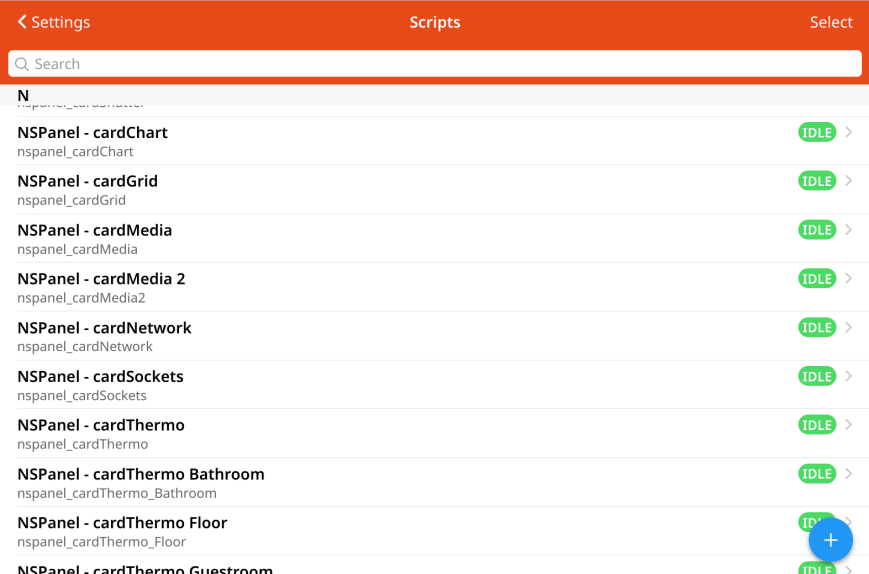 Settings
Scripts
Select
Search
N
NSPanel - cardChart
IDLE
nspanel_cardChart
NSPanel - cardGrid
IDLE
nspanel_cardGrid
NSPanel - cardMedia
IDLE
nspanel_cardMedia
NSPanel - cardMedia 2
IDLE
nspanel_cardMedia2
NSPanel - cardNetwork
IDLE
nspanel_cardNetwork
NSPanel - cardSockets
IDLE
nspanel_cardSockets
NSPanel - cardThermo
IDLE
nspanel_cardThermo
NSPanel - cardThermo Bathroom
IDLE
nspanel_cardThermo_Bathroom
NSPanel - cardThermo Floor
nspanel_cardThermo_Floor
NSPanel - cardThermo Guestroom
IDLE